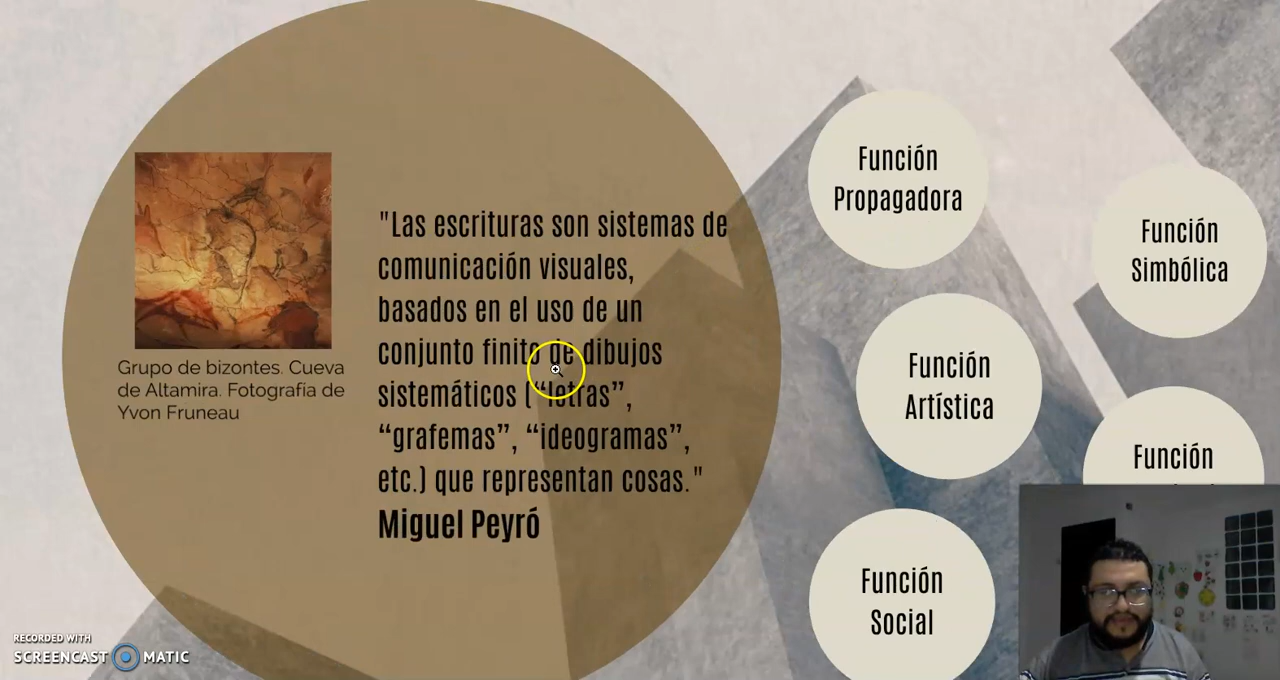 Grupo de bizontes. Cueva
de Altamira. Fotografía de
Yvon Fruneau
"Las escrituras son sistemas de
comunicación visuales,
basados en el uso de un
conjunto finito de dibujos
sistemáticos (“letras”,
“grafemas”, “ideogramas”,
etc.) que representan cosas."
Miguel Peyró
Función
Propagadora
Función
Simbólica
Función
Artística
Función
Función
Social
RECORDED WITH
SCREENCAST MATIC